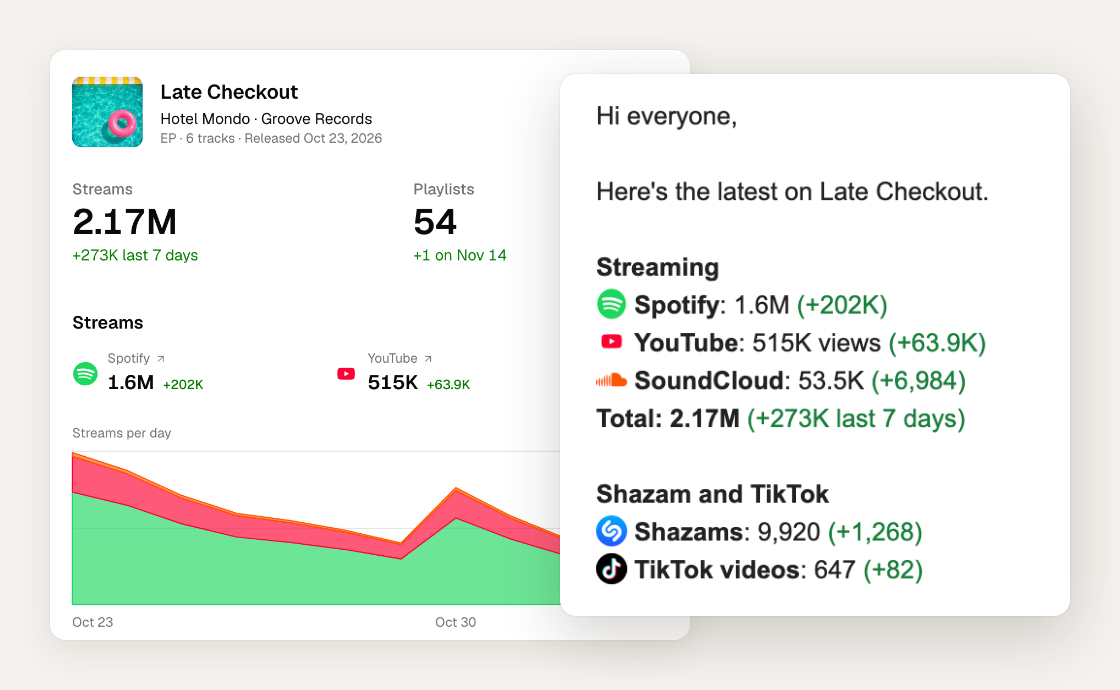 Late Checkout
Hotel Mondo · Groove Records
EP · 6 tracks · Released Oct 23, 2026
Streams
2.17M
+273K last 7 days
Playlists
54
+1 on Nov 14
Streams
Spotify ↗
1.6M +202K
YouTube ↗
515K +63.9K
Streams per day
Oct 23
Oct 30
Hi everyone,
Here's the latest on Late Checkout.
Streaming
Spotify: 1.6M (+202K)
YouTube: 515K views (+63.9K)
SoundCloud: 53.5K (+6,984)
Total: 2.17M (+273K last 7 days)
Shazam and TikTok
Shazams: 9,920 (+1,268)
TikTok videos: 647 (+82)